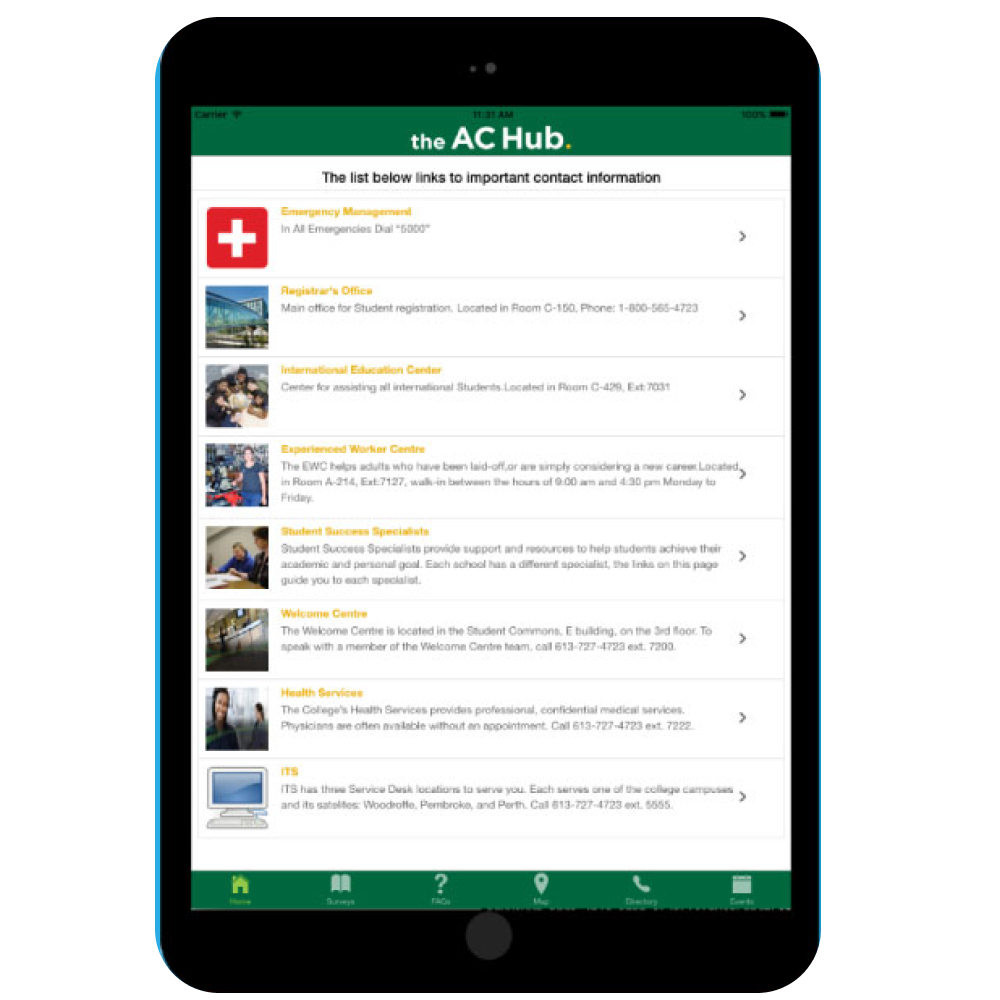 Carrier
11:31 AM
100%
the AC Hub.
The list below links to important contact information
Emergency Management
In All Emergencies Dial "5000"
Registrar's Office
Main office for Student registration. Located in Room C-150, Phone: 1-800-565-4723
International Education Center
Center for assisting all international Students.Located in Room C-429, Ext:7031
Experienced Worker Centre
The EWC helps adults who have been laid-off,or are simply considering a new career.Located
in Room A-214, Ext:7127, walk-in between the hours of 9:00 am and 4:30 pm Monday to
Friday.
Student Success Specialists
Student Success Specialists provide support and resources to help students achieve their
academic and personal goal. Each school has a different specialist, the links on this page
guide you to each specialist.
Welcome Centre
The Welcome Centre is located in the Student Commons, E building, on the 3rd floor. To
speak with a member of the Welcome Centre team, call 613-727-4723 ext. 7200.
Health Services
The College's Health Services provides professional, confidential medical services.
Physicians are often available without an appointment. Call 613-727-4723 ext. 7222.
ITS
ITS has three Service Desk locations to serve you. Each serves one of the college campuses
and its satelites: Woodroffe, Pembroke, and Perth. Call 613-727-4723 ext. 5555.
Home
Surveys
FAQs
Map
Directory
Events